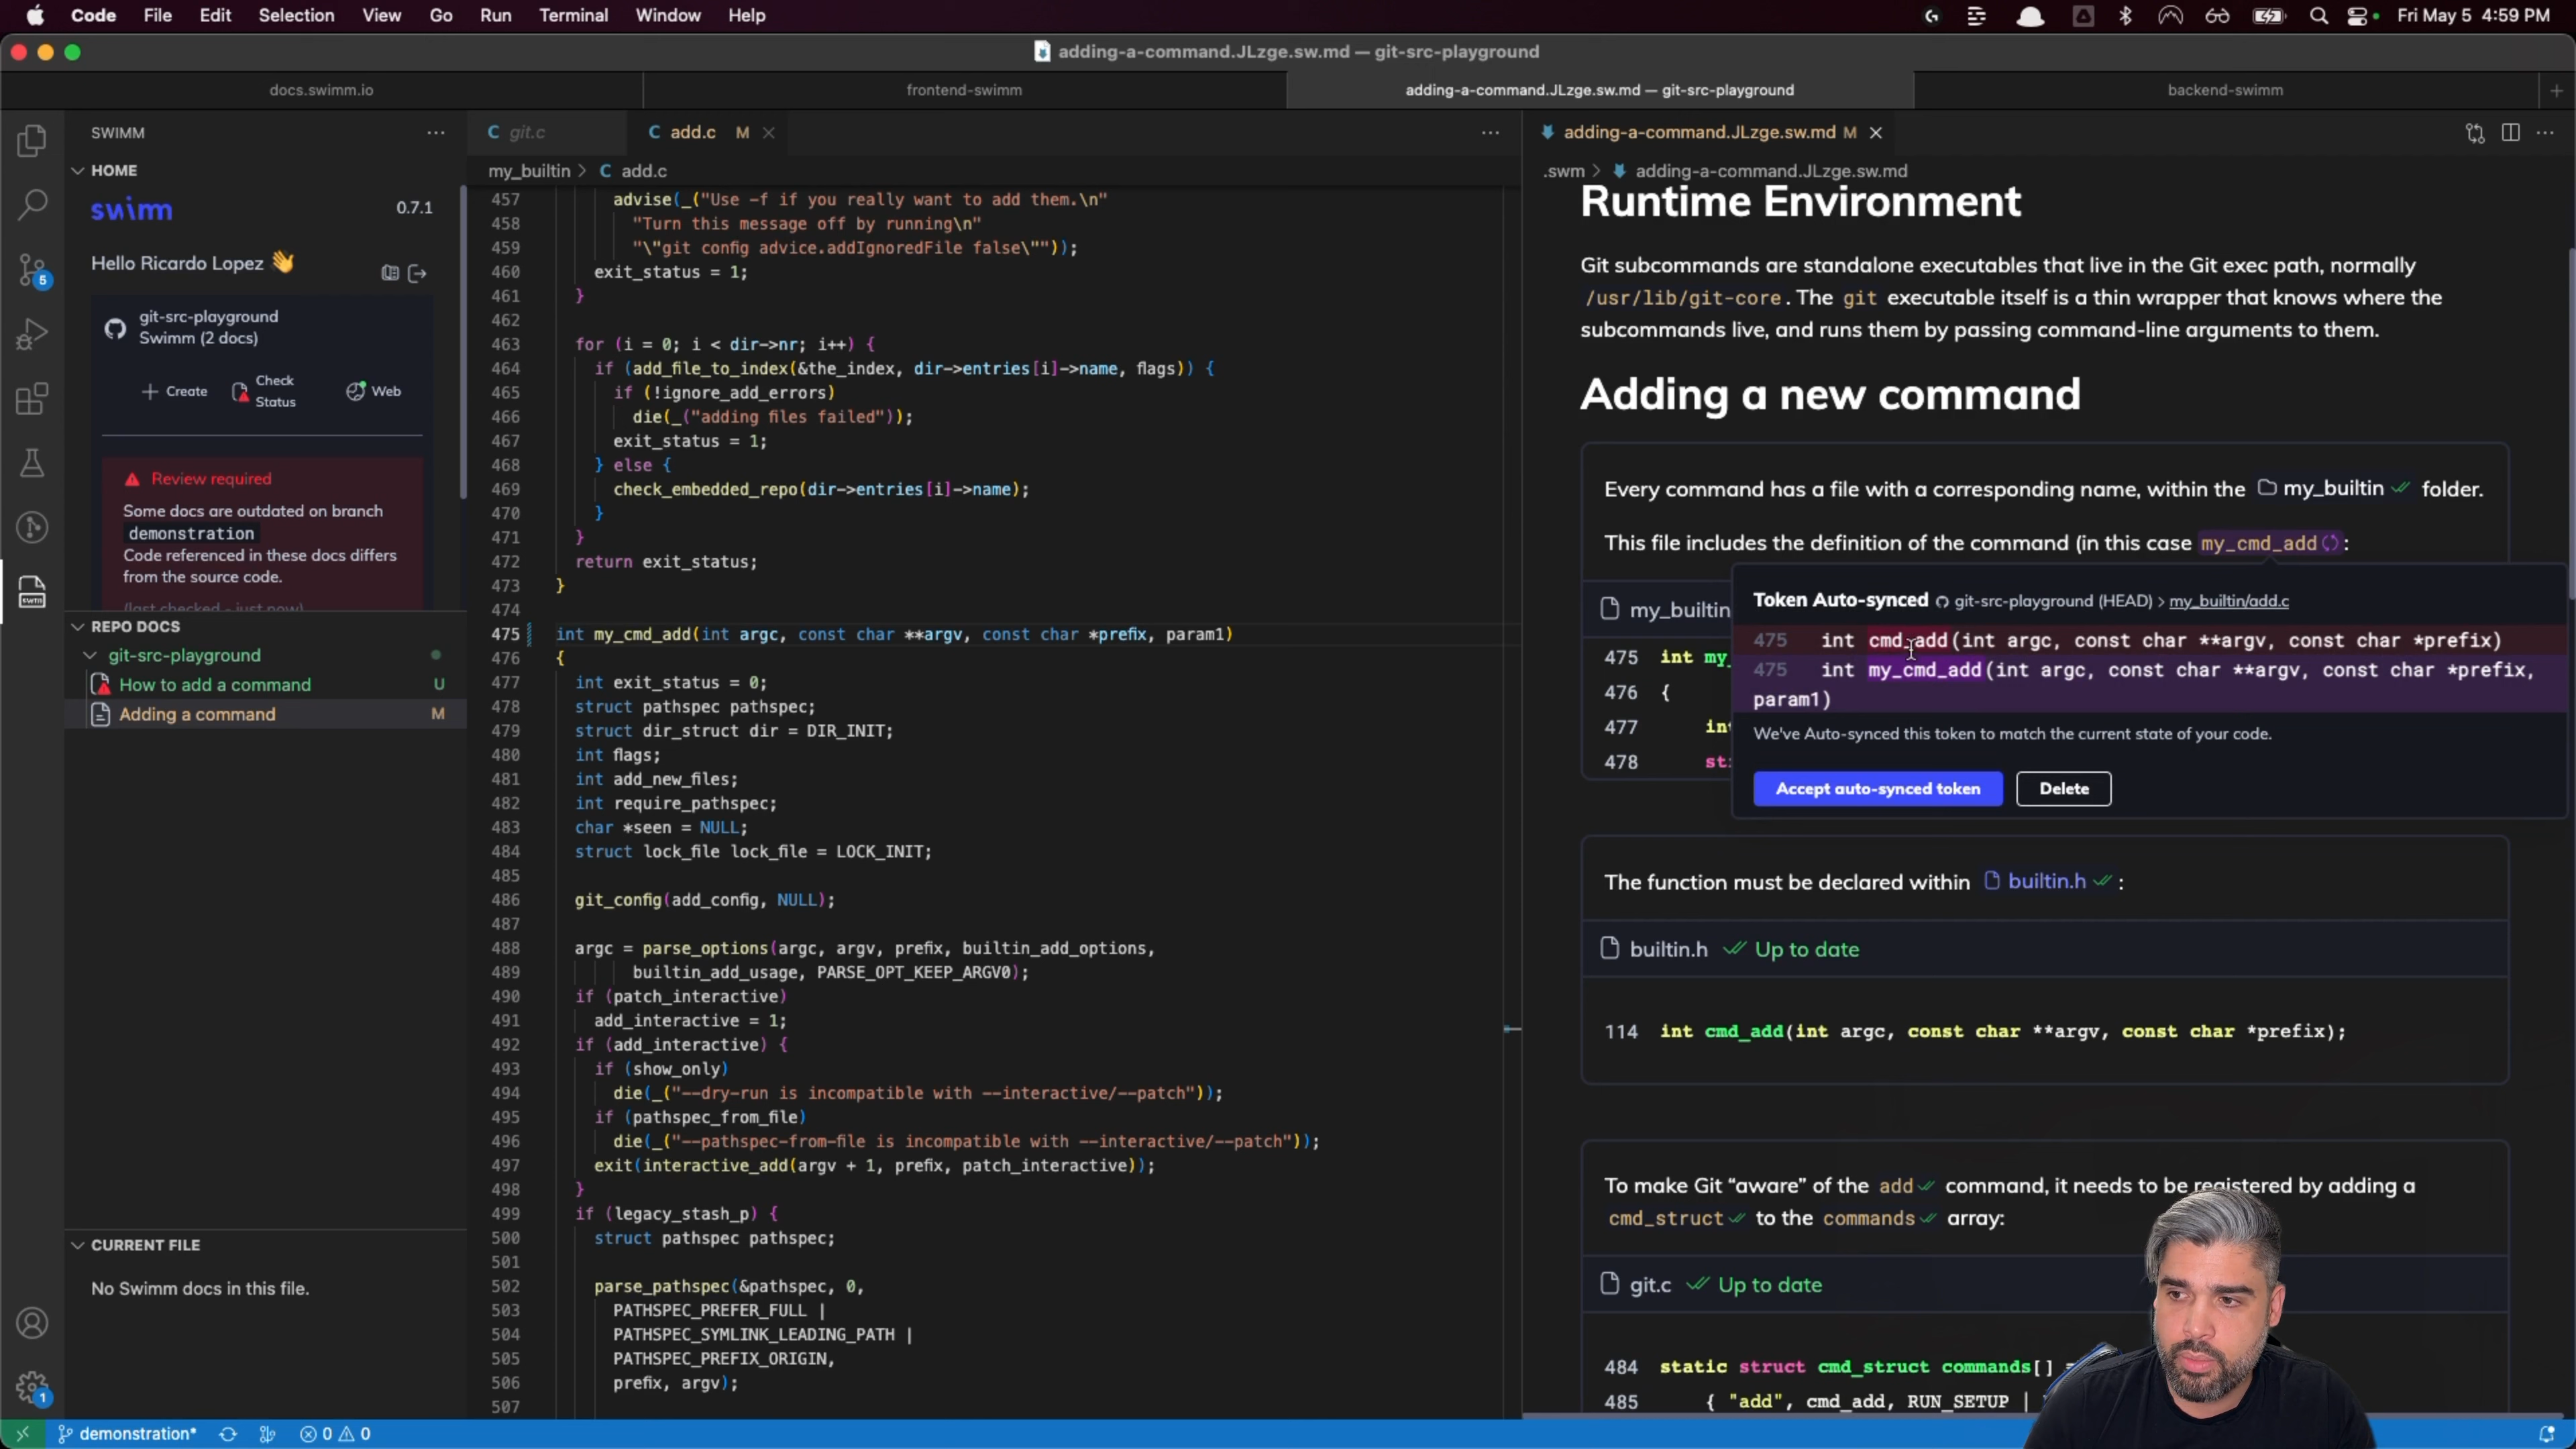 Code File Edit Selection View Go Run Terminal Window Help Fri May 5 4:59 PM
adding-a-command.JLzge.sw.md — git-src-playground
docs.swimm.io frontend-swimm adding-a-command.JLzge.sw.md — git-src-playground backend-swimm
SWIMM
HOME
swimm 0.7.1
Hello Ricardo Lopez
git-src-playground
Swimm (2 docs)
Create
Check Status
Web
Review required
Some docs are outdated on branch
demonstration
Code referenced in these docs differs
from the source code.
(last checked - just now)
REPO DOCS
git-src-playground
How to add a command U
Adding a command M
CURRENT FILE
No Swimm docs in this file.
5
swm
1
C git.c C add.c M
my_builtin > C add.c
457 advise(_("Use -f if you really want to add them.\n"
458 "Turn this message off by running\n"
459 "\"git config advice.addIgnoredFile false\""));
460 exit_status = 1;
461 }
462
463 for (i = 0; i < dir->nr; i++) {
464 if (add_file_to_index(&the_index, dir->entries[i]->name, flags)) {
465 if (!ignore_add_errors)
466 die(_("adding files failed"));
467 exit_status = 1;
468 } else {
469 check_embedded_repo(dir->entries[i]->name);
470 }
471 }
472 return exit_status;
473 }
474
475 int my_cmd_add(int argc, const char **argv, const char *prefix, param1)
476 {
477 int exit_status = 0;
478 struct pathspec pathspec;
479 struct dir_struct dir = DIR_INIT;
480 int flags;
481 int add_new_files;
482 int require_pathspec;
483 char *seen = NULL;
484 struct lock_file lock_file = LOCK_INIT;
485
486 git_config(add_config, NULL);
487
488 argc = parse_options(argc, argv, prefix, builtin_add_options,
489 builtin_add_usage, PARSE_OPT_KEEP_ARGV0);
490 if (patch_interactive)
491 add_interactive = 1;
492 if (add_interactive) {
493 if (show_only)
494 die(_("--dry-run is incompatible with --interactive/--patch"));
495 if (pathspec_from_file)
496 die(_("--pathspec-from-file is incompatible with --interactive/--patch"));
497 exit(interactive_add(argv + 1, prefix, patch_interactive));
498 }
499 if (legacy_stash_p) {
500 struct pathspec pathspec;
501
502 parse_pathspec(&pathspec, 0,
503 PATHSPEC_PREFER_FULL |
504 PATHSPEC_SYMLINK_LEADING_PATH |
505 PATHSPEC_PREFIX_ORIGIN,
506 prefix, argv);
507
adding-a-command.JLzge.sw.md M
.swm > adding-a-command.JLzge.sw.md
Runtime Environment
Git subcommands are standalone executables that live in the Git exec path, normally
/usr/lib/git-core. The git executable itself is a thin wrapper that knows where the
subcommands live, and runs them by passing command-line arguments to them.
Adding a new command
Every command has a file with a corresponding name, within the my_builtin folder.
This file includes the definition of the command (in this case my_cmd_add:
my_builtin
475 int my_
476 {
477 int
478 st
Token Auto-synced git-src-playground (HEAD) > my_builtin/add.c
475 int cmd_add(int argc, const char **argv, const char *prefix)
475 int my_cmd_add(int argc, const char **argv, const char *prefix,
param1)
We've Auto-synced this token to match the current state of your code.
Accept auto-synced token Delete
The function must be declared within builtin.h :
builtin.h Up to date
114 int cmd_add(int argc, const char **argv, const char *prefix);
To make Git “aware” of the add command, it needs to be registered by adding a
cmd_struct to the commands array:
git.c Up to date
484 static struct cmd_struct commands[] =
485 { "add", cmd_add, RUN_SETUP |
demonstration* 0 0